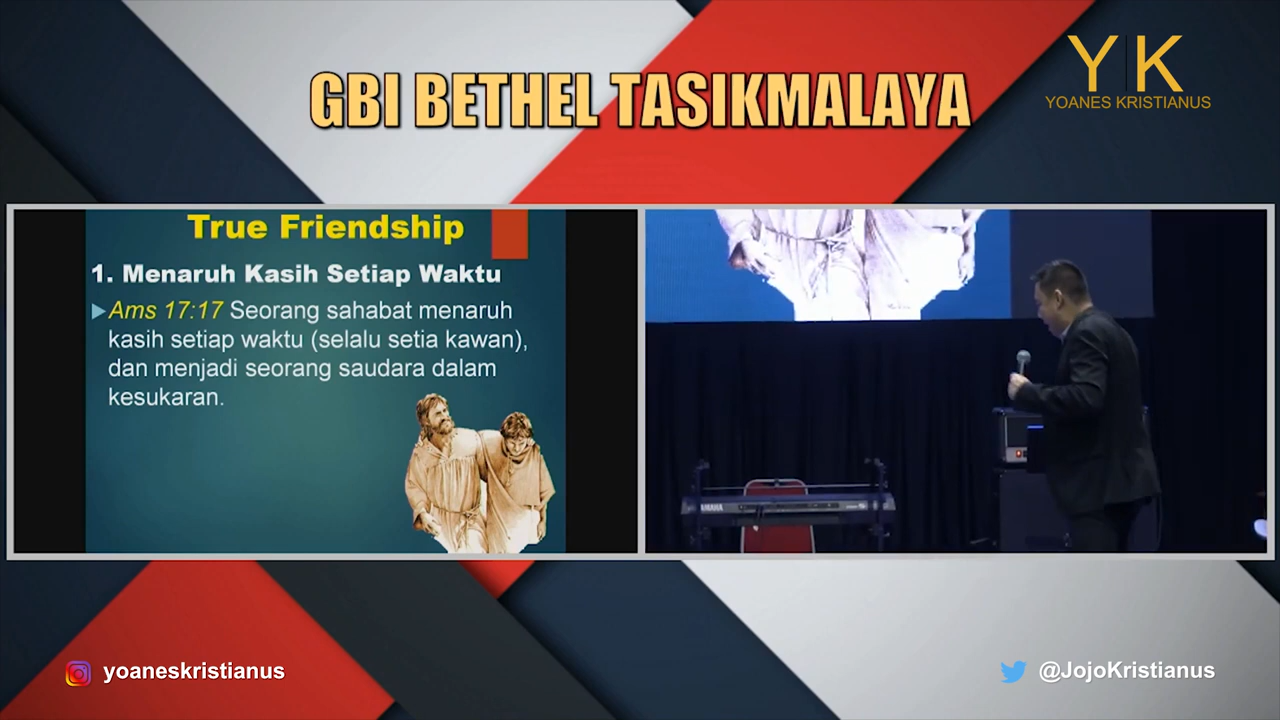 GBI BETHEL TASIKMALAYA
Y K
YOANES KRISTIANUS
True Friendship
1. Menaruh Kasih Setiap Waktu
Ams 17:17 Seorang sahabat menaruh
kasih setiap waktu (selalu setia kawan),
dan menjadi seorang saudara dalam
kesukaran.
YAMAHA
yoaneskristianus
@JojoKristianus